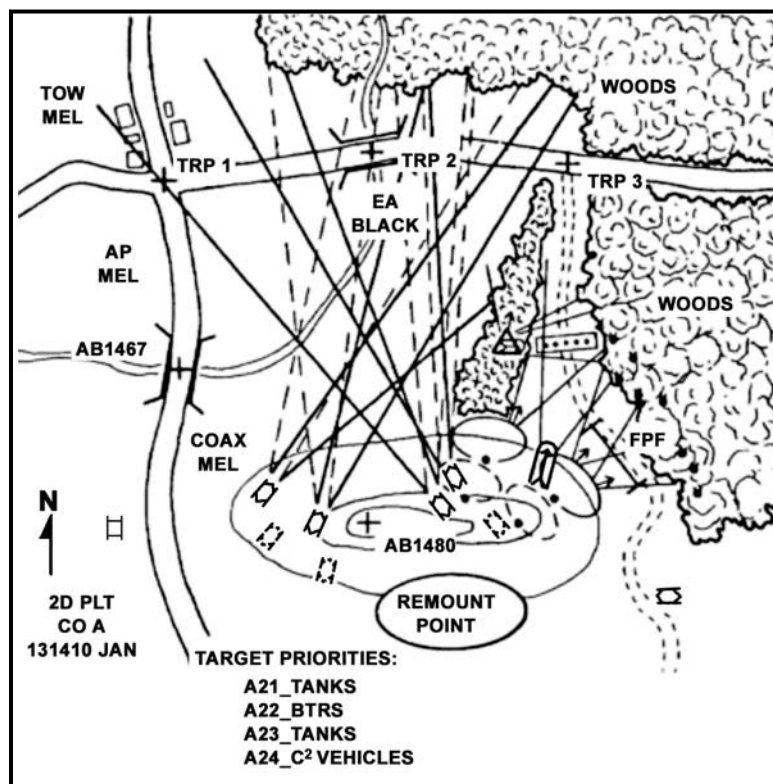 WOODS
TOW
MEL
TRP 1
TRP 2
TRP 3
EA
BLACK
AP
MEL
WOODS
AB1467
COAX
MEL
FPF
N
AB1480
2D PLT
CO A
131410 JAN
REMOUNT
POINT
TARGET PRIORITIES:
A21_TANKS
A22_BTRS
A23_TANKS
A24_C² VEHICLES